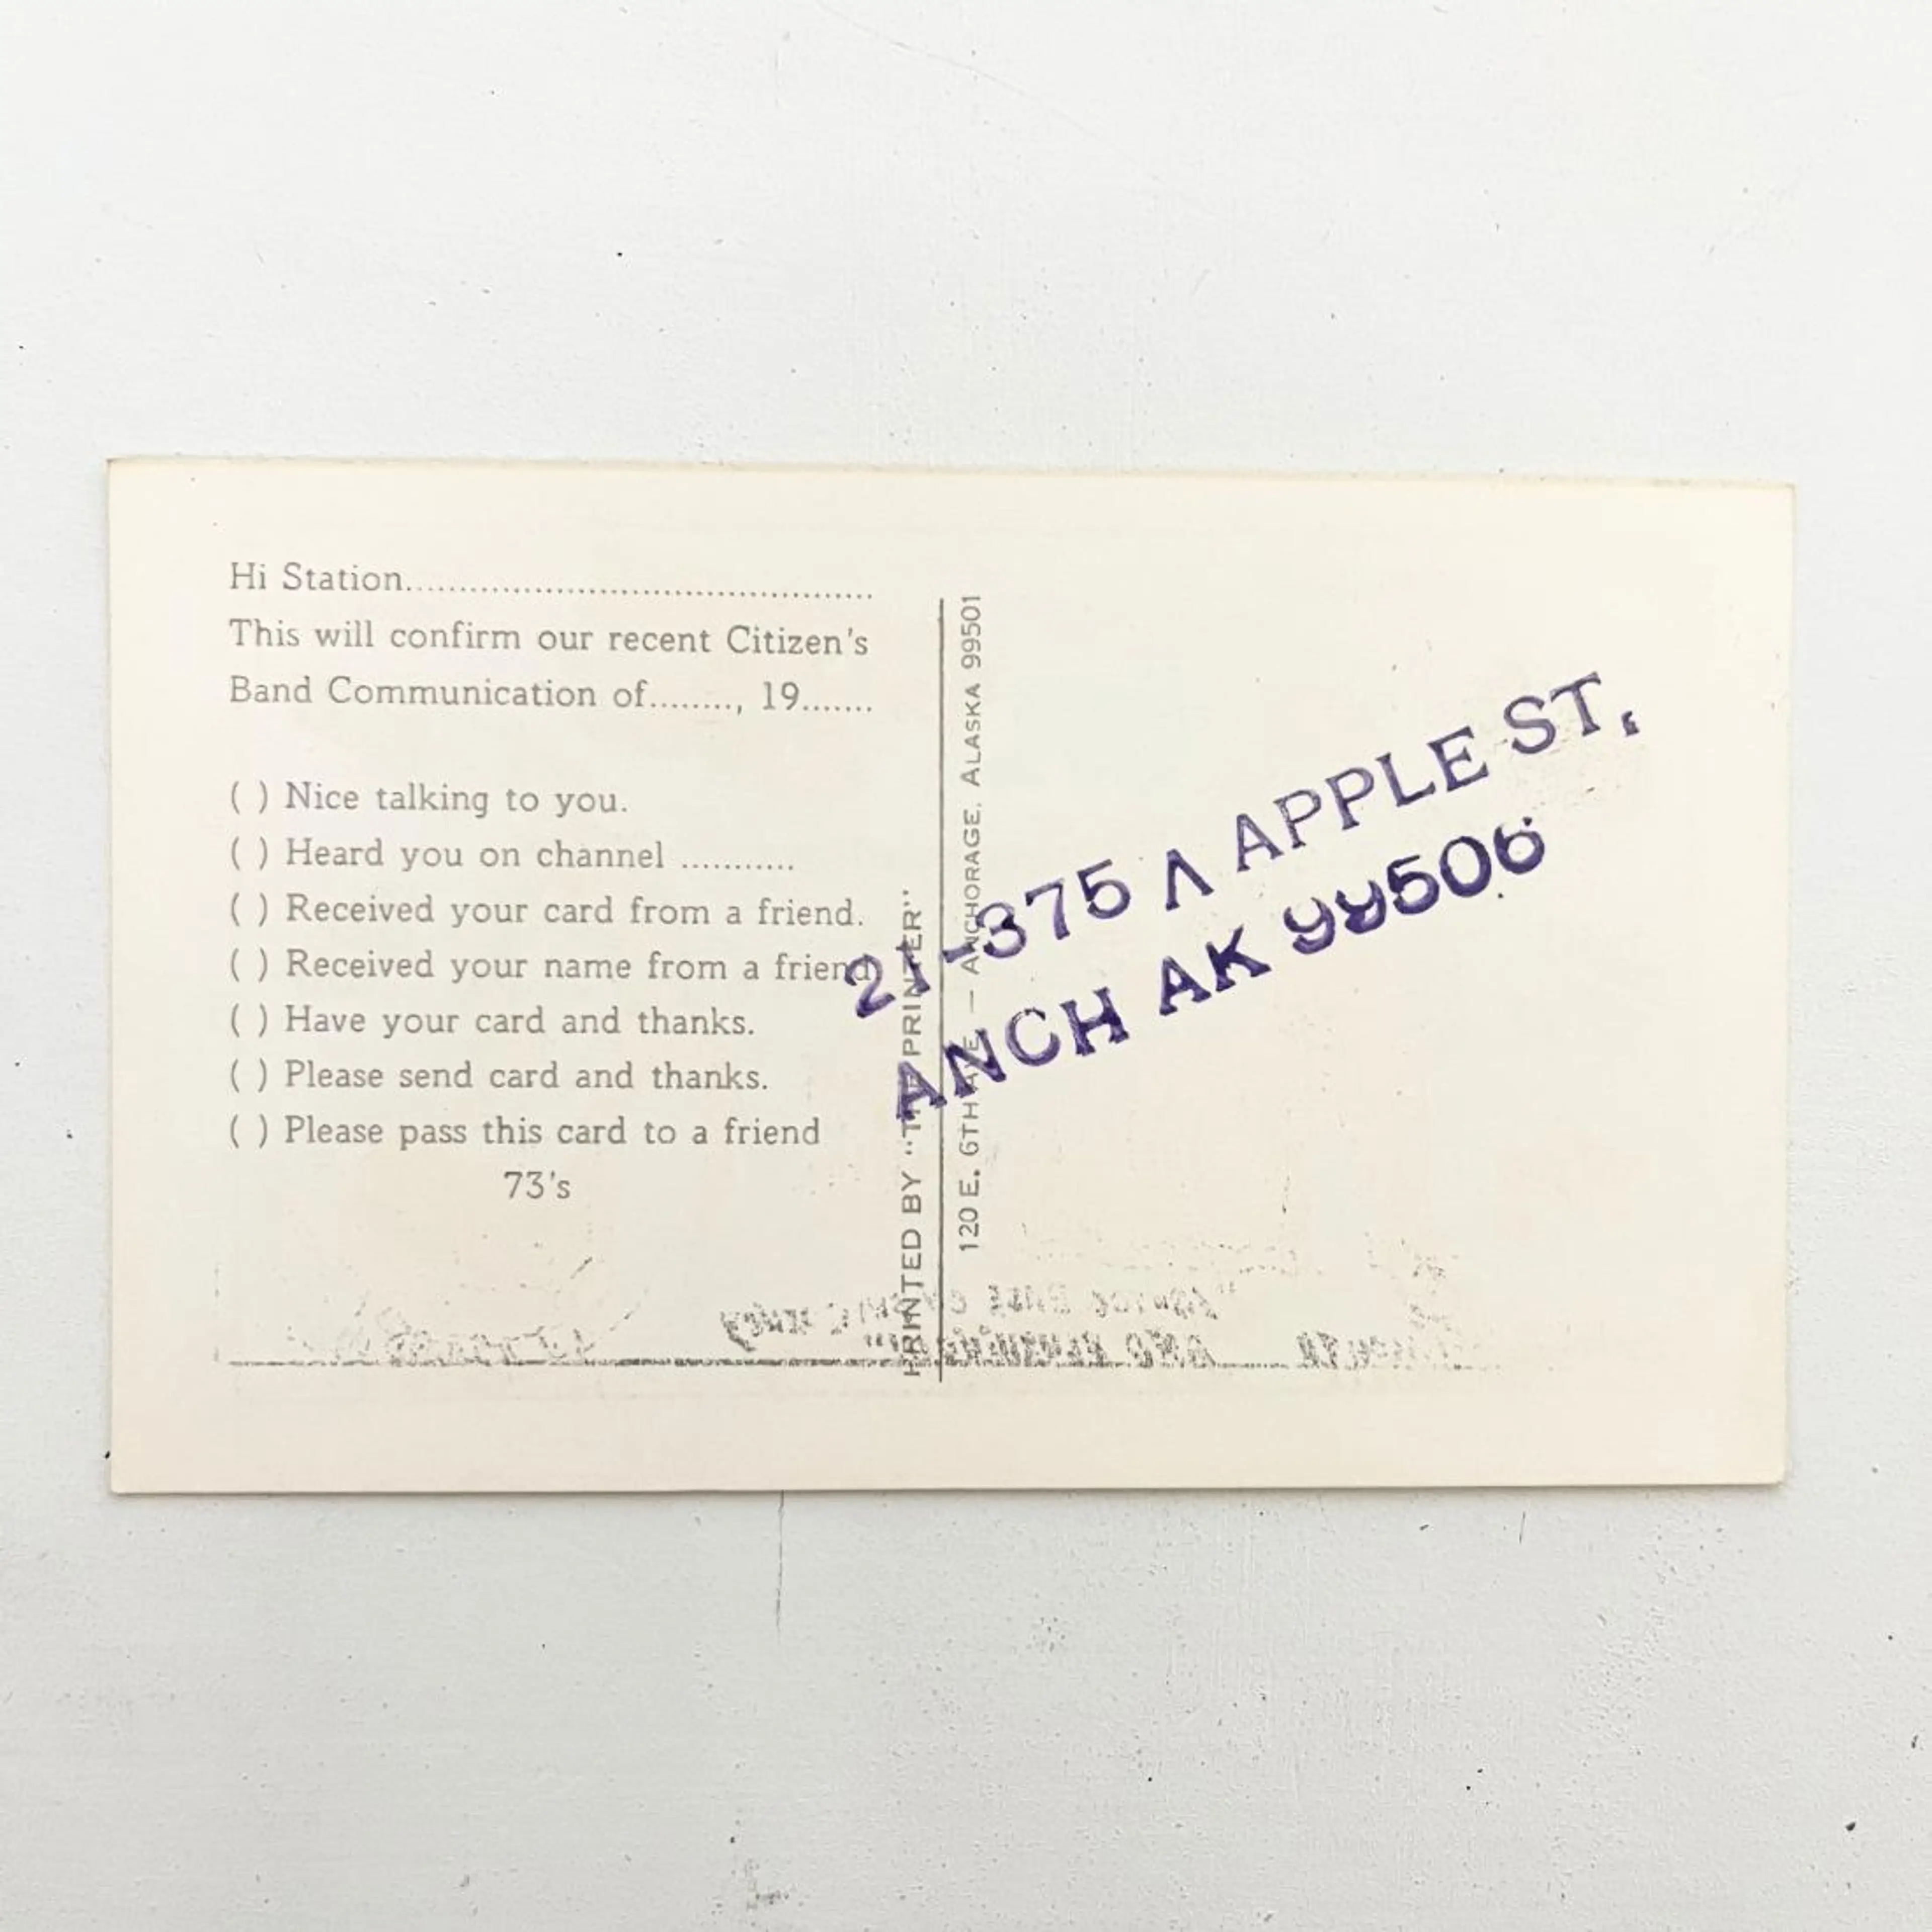 Hi Station..................................................
This will confirm our recent Citizen's
Band Communication of........, 19.......
( ) Nice talking to you.
( ) Heard you on channel ............
( ) Received your card from a friend.
( ) Received your name from a friend
( ) Have your card and thanks.
( ) Please send card and thanks.
( ) Please pass this card to a friend
73's
PRINTED BY "THE PRINTER"
120 E. 6TH AVE — ANCHORAGE. ALASKA 99501
21-375 A APPLE ST.
ANCH AK 99506